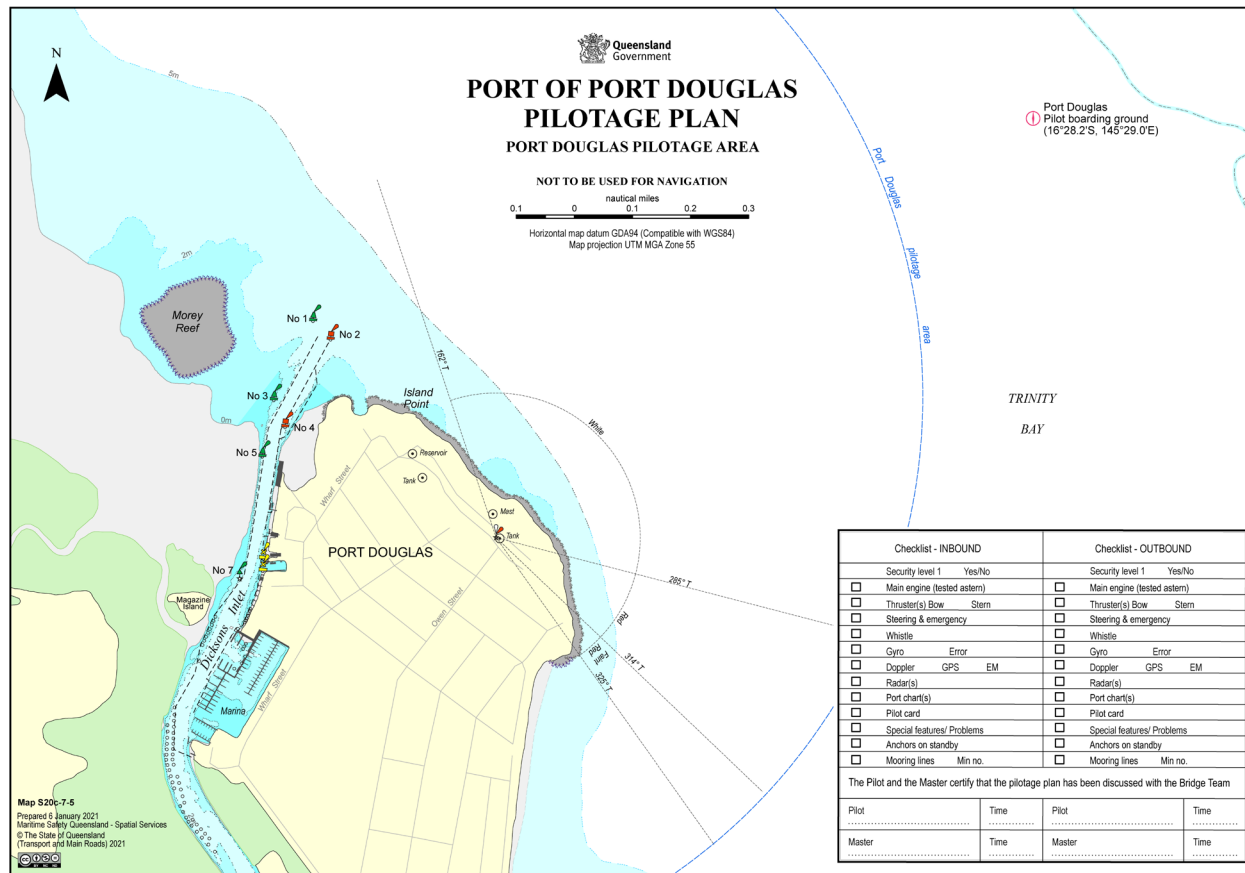 N
5m
Queensland
Government
PORT OF PORT DOUGLAS
PILOTAGE PLAN
PORT DOUGLAS PILOTAGE AREA
NOT TO BE USED FOR NAVIGATION
nautical miles
0.1 0 0.1 0.2 0.3
Horizontal map datum GDA94 (Compatible with WGS84)
Map projection UTM MGA Zone 55
Port Douglas
Pilot boarding ground
(16°28.2'S, 145°29.0'E)
Port Douglas pilotage area
2m
Morey
Reef
No 1
No 2
162° T
No 3
0m
No 4
No 5
Island
Point
White
TRINITY
BAY
Reservoir
Tank
Wharf Street
Mast
Tank
PORT DOUGLAS
285° T
No 7
Magazine
Island
Dicksons Inlet
Owen Street
Red
314° T
Faint
Red
325° T
Wharf Street
Marina
Checklist - INBOUND
Security level 1 Yes/No
Main engine (tested astern)
Thruster(s) Bow Stern
Steering & emergency
Whistle
Gyro Error
Doppler GPS EM
Radar(s)
Port chart(s)
Pilot card
Special features/ Problems
Anchors on standby
Mooring lines Min no.
Checklist - OUTBOUND
Security level 1 Yes/No
Main engine (tested astern)
Thruster(s) Bow Stern
Steering & emergency
Whistle
Gyro Error
Doppler GPS EM
Radar(s)
Port chart(s)
Pilot card
Special features/ Problems
Anchors on standby
Mooring lines Min no.
The Pilot and the Master certify that the pilotage plan has been discussed with the Bridge Team
Pilot Time Pilot Time
Master Time Master Time
Map S20c-7-5
Prepared 6 January 2021
Maritime Safety Queensland - Spatial Services
© The State of Queensland
(Transport and Main Roads) 2021